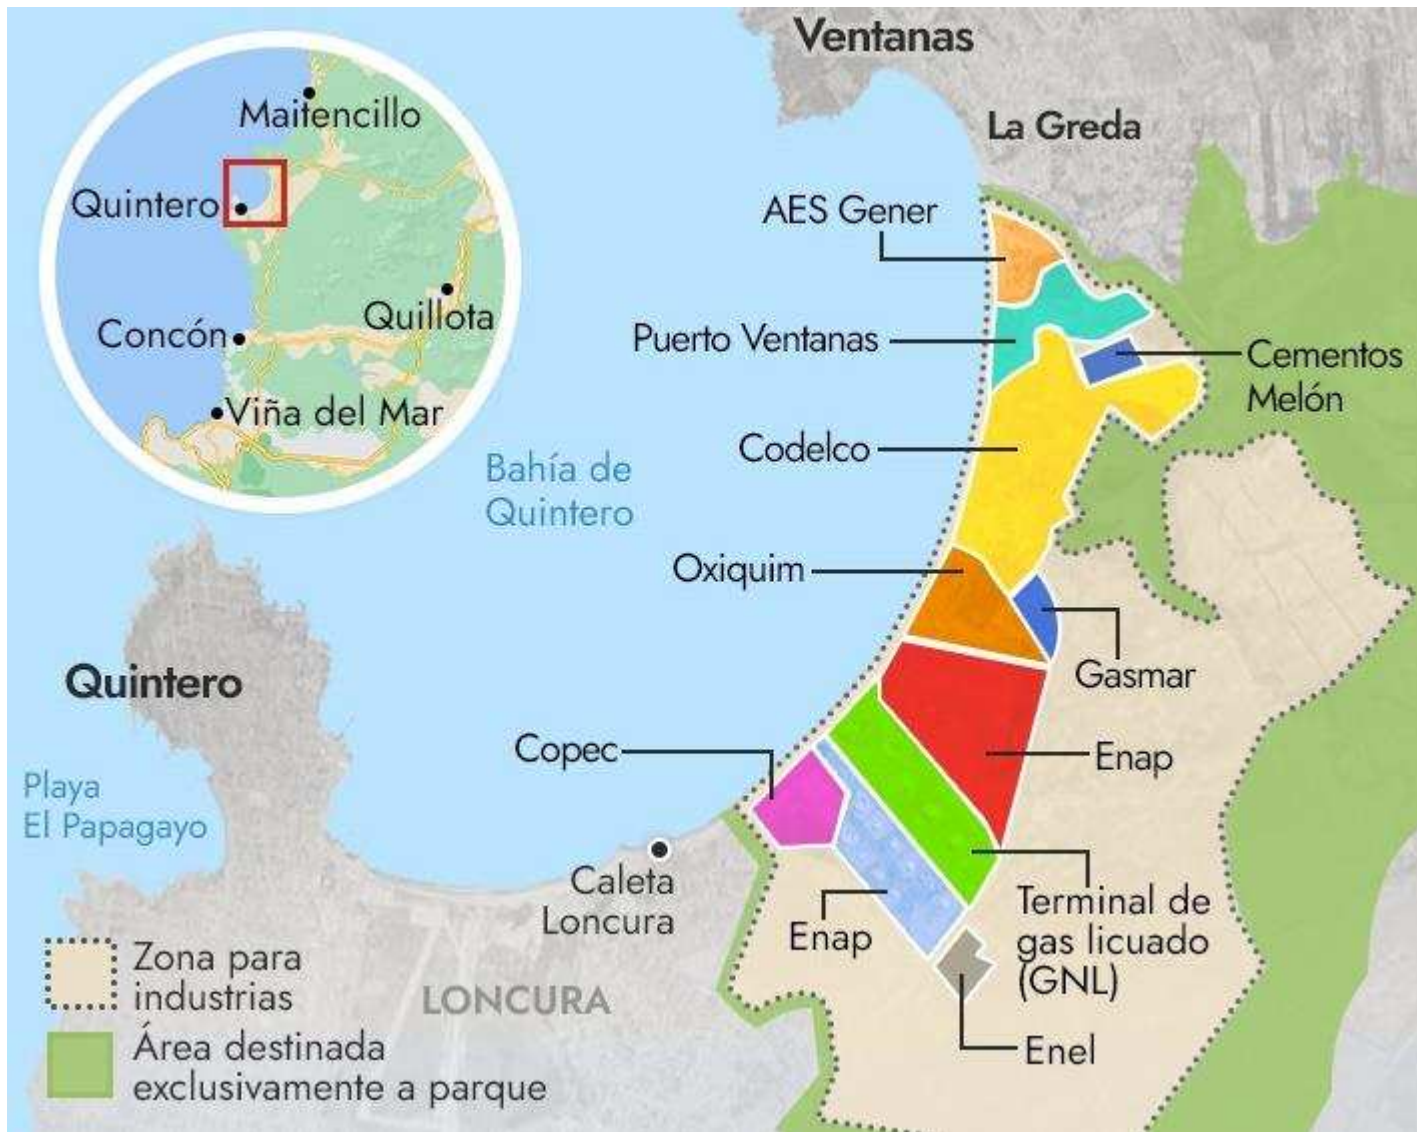 Ventanas
La Greda
Maitencillo
Quintero
Concón
Quillota
Viña del Mar
AES Gener
Puerto Ventanas
Cementos
Melón
Codelco
Bahía de
Quintero
Oxiquim
Gasmar
Quintero
Copec
Enap
Playa
El Papagayo
Caleta
Loncura
Enap
Terminal de
gas licuado
(GNL)
LONCURA
Enel
Zona para
industrias
Área destinada
exclusivamente a parque